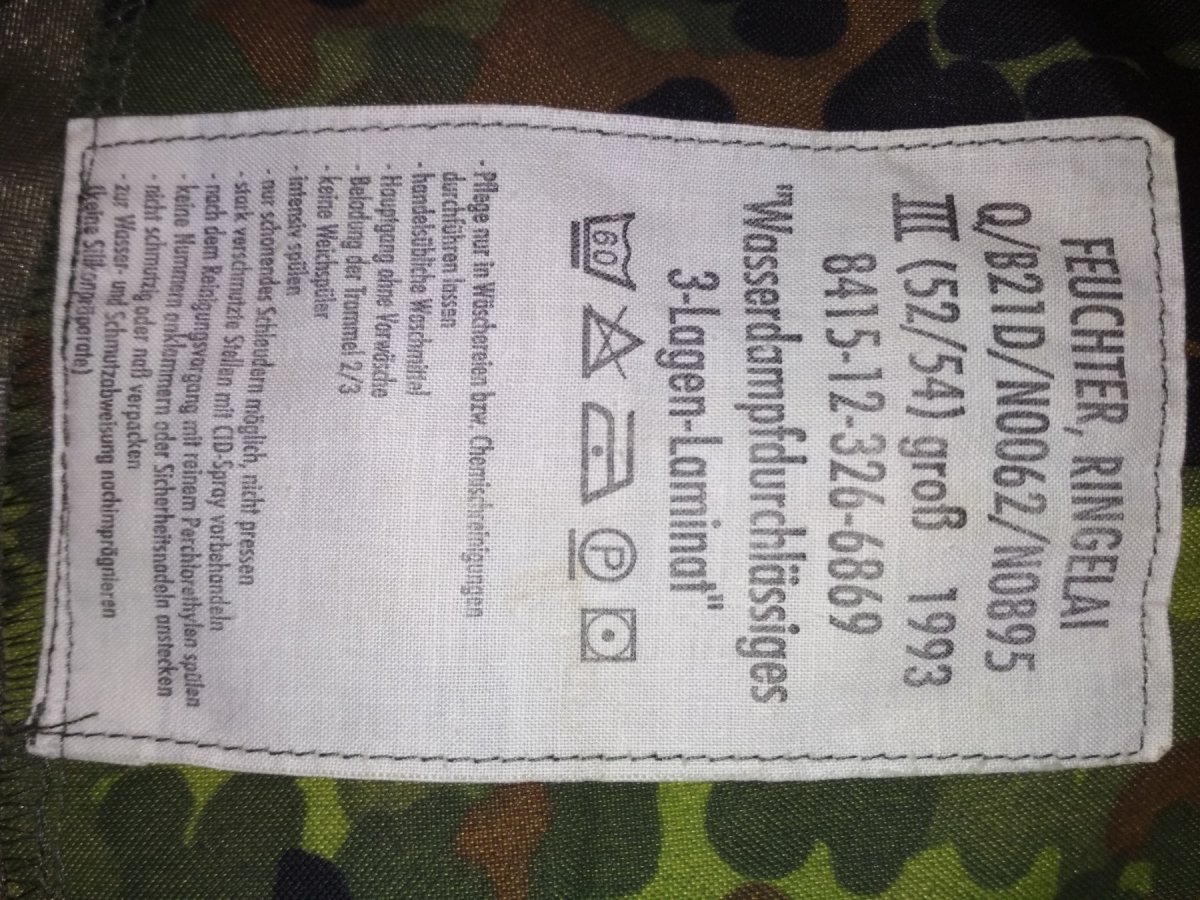 FEUCHTER, RINGELAI
Q/B21D/N0062/N0895
III (52/54) groß 1993
8415-12-326-6869
"Wasserdampfdurchlässiges
3-Lagen-Laminat"
60 P
- Pflege nur in Wäschereien bzw. Chemischreinigungen
durchführen lassen
- handelsübliche Waschmittel
- Hauptgang ohne Vorwäsche
- Beladung der Trommel 2/3
- keine Weichspüler
- intensiv spülen
- nur schonendes Schleudern möglich, nicht pressen
- stark verschmutzte Stellen mit CID-Spray vorbehandeln
- nach dem Reinigungsvorgang mit reinem Perchlorethylen spülen
- keine Nummern anklammern oder Sicherheitsnadeln anstecken
- nicht schmutzig oder naß verpacken
- zur Wasser- und Schmutzabweisung nachimprägnieren
(keine Silikonpräparate)